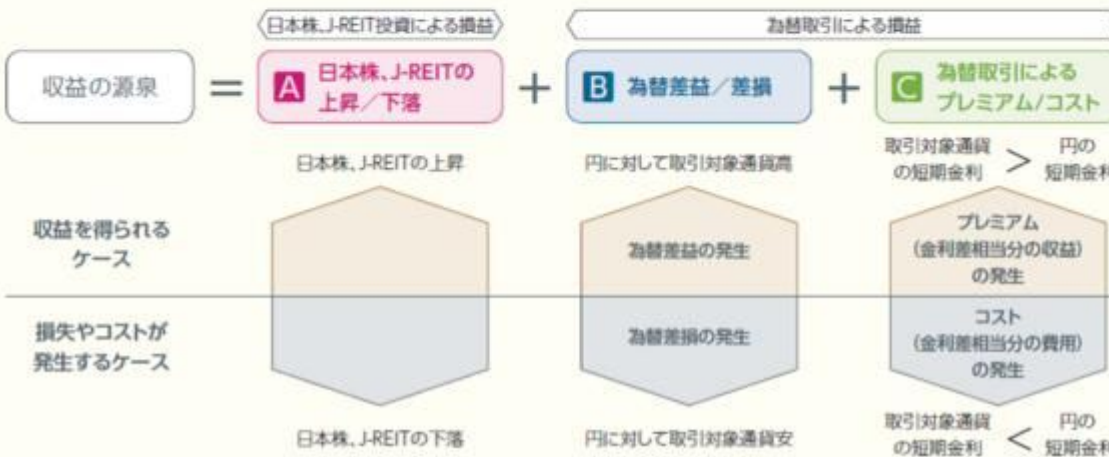 日本株、J-REIT投資による損益
為替取引による損益
収益の源泉
=
A
日本株、J-REITの
上昇/下落
+
B
為替差益/差損
+
C
為替取引による
プレミアム/コスト
日本株、J-REITの上昇
円に対して取引対象通貨高
取引対象通貨
の短期金利
>
円の
短期金利
収益を得られる
ケース
為替差益の発生
プレミアム
(金利差相当分の収益)
の発生
損失やコストが
発生するケース
為替差損の発生
コスト
(金利差相当分の費用)
の発生
日本株、J-REITの下落
円に対して取引対象通貨安
取引対象通貨
の短期金利
<
円の
短期金利